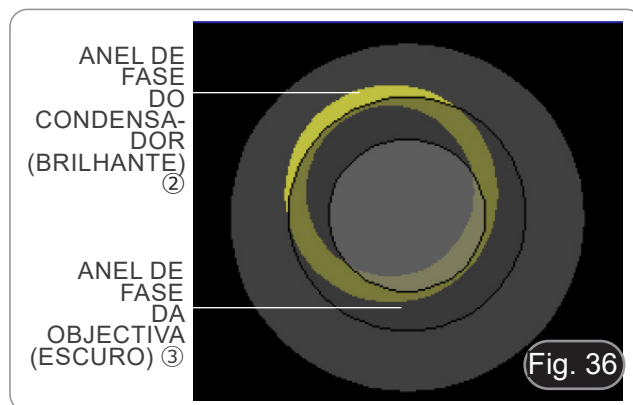 ANEL DE
FASE
DO
CONDENSA-
DOR
(BRILHANTE)
②
ANEL DE
FASE
DA
OBJECTIVA
(ESCURO) ③
Fig. 36